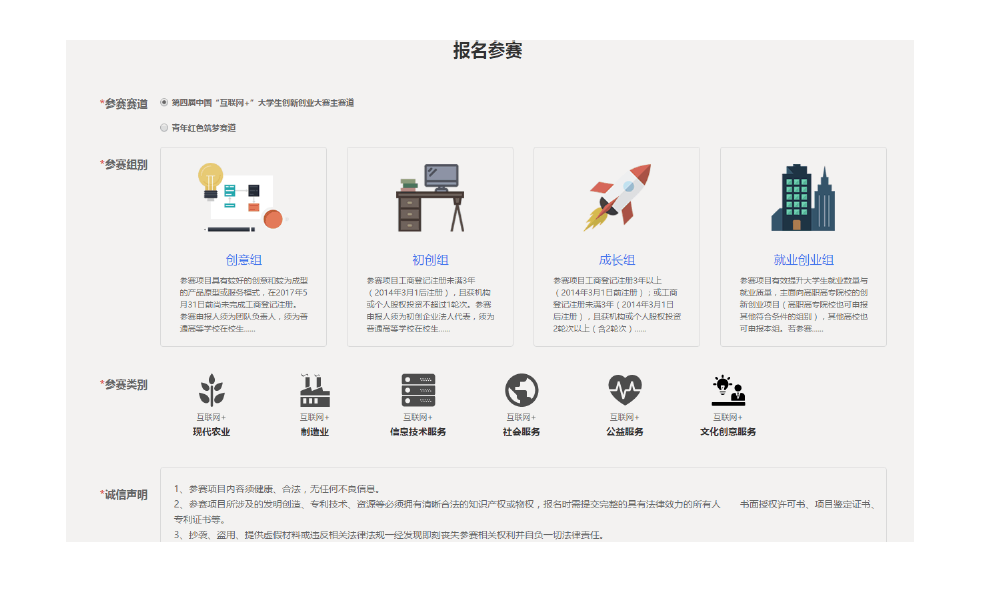 报名参赛
*参赛赛道
第四届中国“互联网+”大学生创新创业大赛主赛道
青年红色筑梦赛道
*参赛组别
创意组
参赛项目具有较好的创意和较为成型
的产品原型或服务模式，在2017年5
月31日前尚未完成工商登记注册。
参赛申报人须为团队负责人，须为普
通高等学校在校生......
初创组
参赛项目工商登记注册未满3年
（2014年3月1后注册），且获机构
或个人股权投资不超过1轮次。参赛
申报人须为初创企业法人代表，须为
普通高等学校在校生......
成长组
参赛项目工商登记注册3年以上
（2014年3月1日前注册）；或工商
登记注册未满3年（2014年3月1日
后注册），且获机构或个人股权投资
2轮次以上（含2轮次）......
就业创业组
参赛项目有效提升大学生就业数量与
就业质量，主要向高职高专院校的创
新创业项目（高职高专院校也可申报
其他符合条件的组别），其他高校也
可申报本组。若参赛......
*参赛类别
互联网+
现代农业
互联网+
制造业
互联网+
信息技术服务
互联网+
社会服务
互联网+
公益服务
互联网+
文化创意服务
*诚信声明
1、参赛项目内容须健康、合法，无任何不良信息。
2、参赛项目所涉及的发明创造、专利技术、资源等必须拥有清晰合法的知识产权或物权，报名时需提交完整的具有法律效力的所有人 书面授权许可书、项目鉴定证书、
专利证书等。
3、抄袭、盗用、提供虚假材料或违反相关法律法规一经发现即刻丧失参赛相关权利并自负一切法律责任。